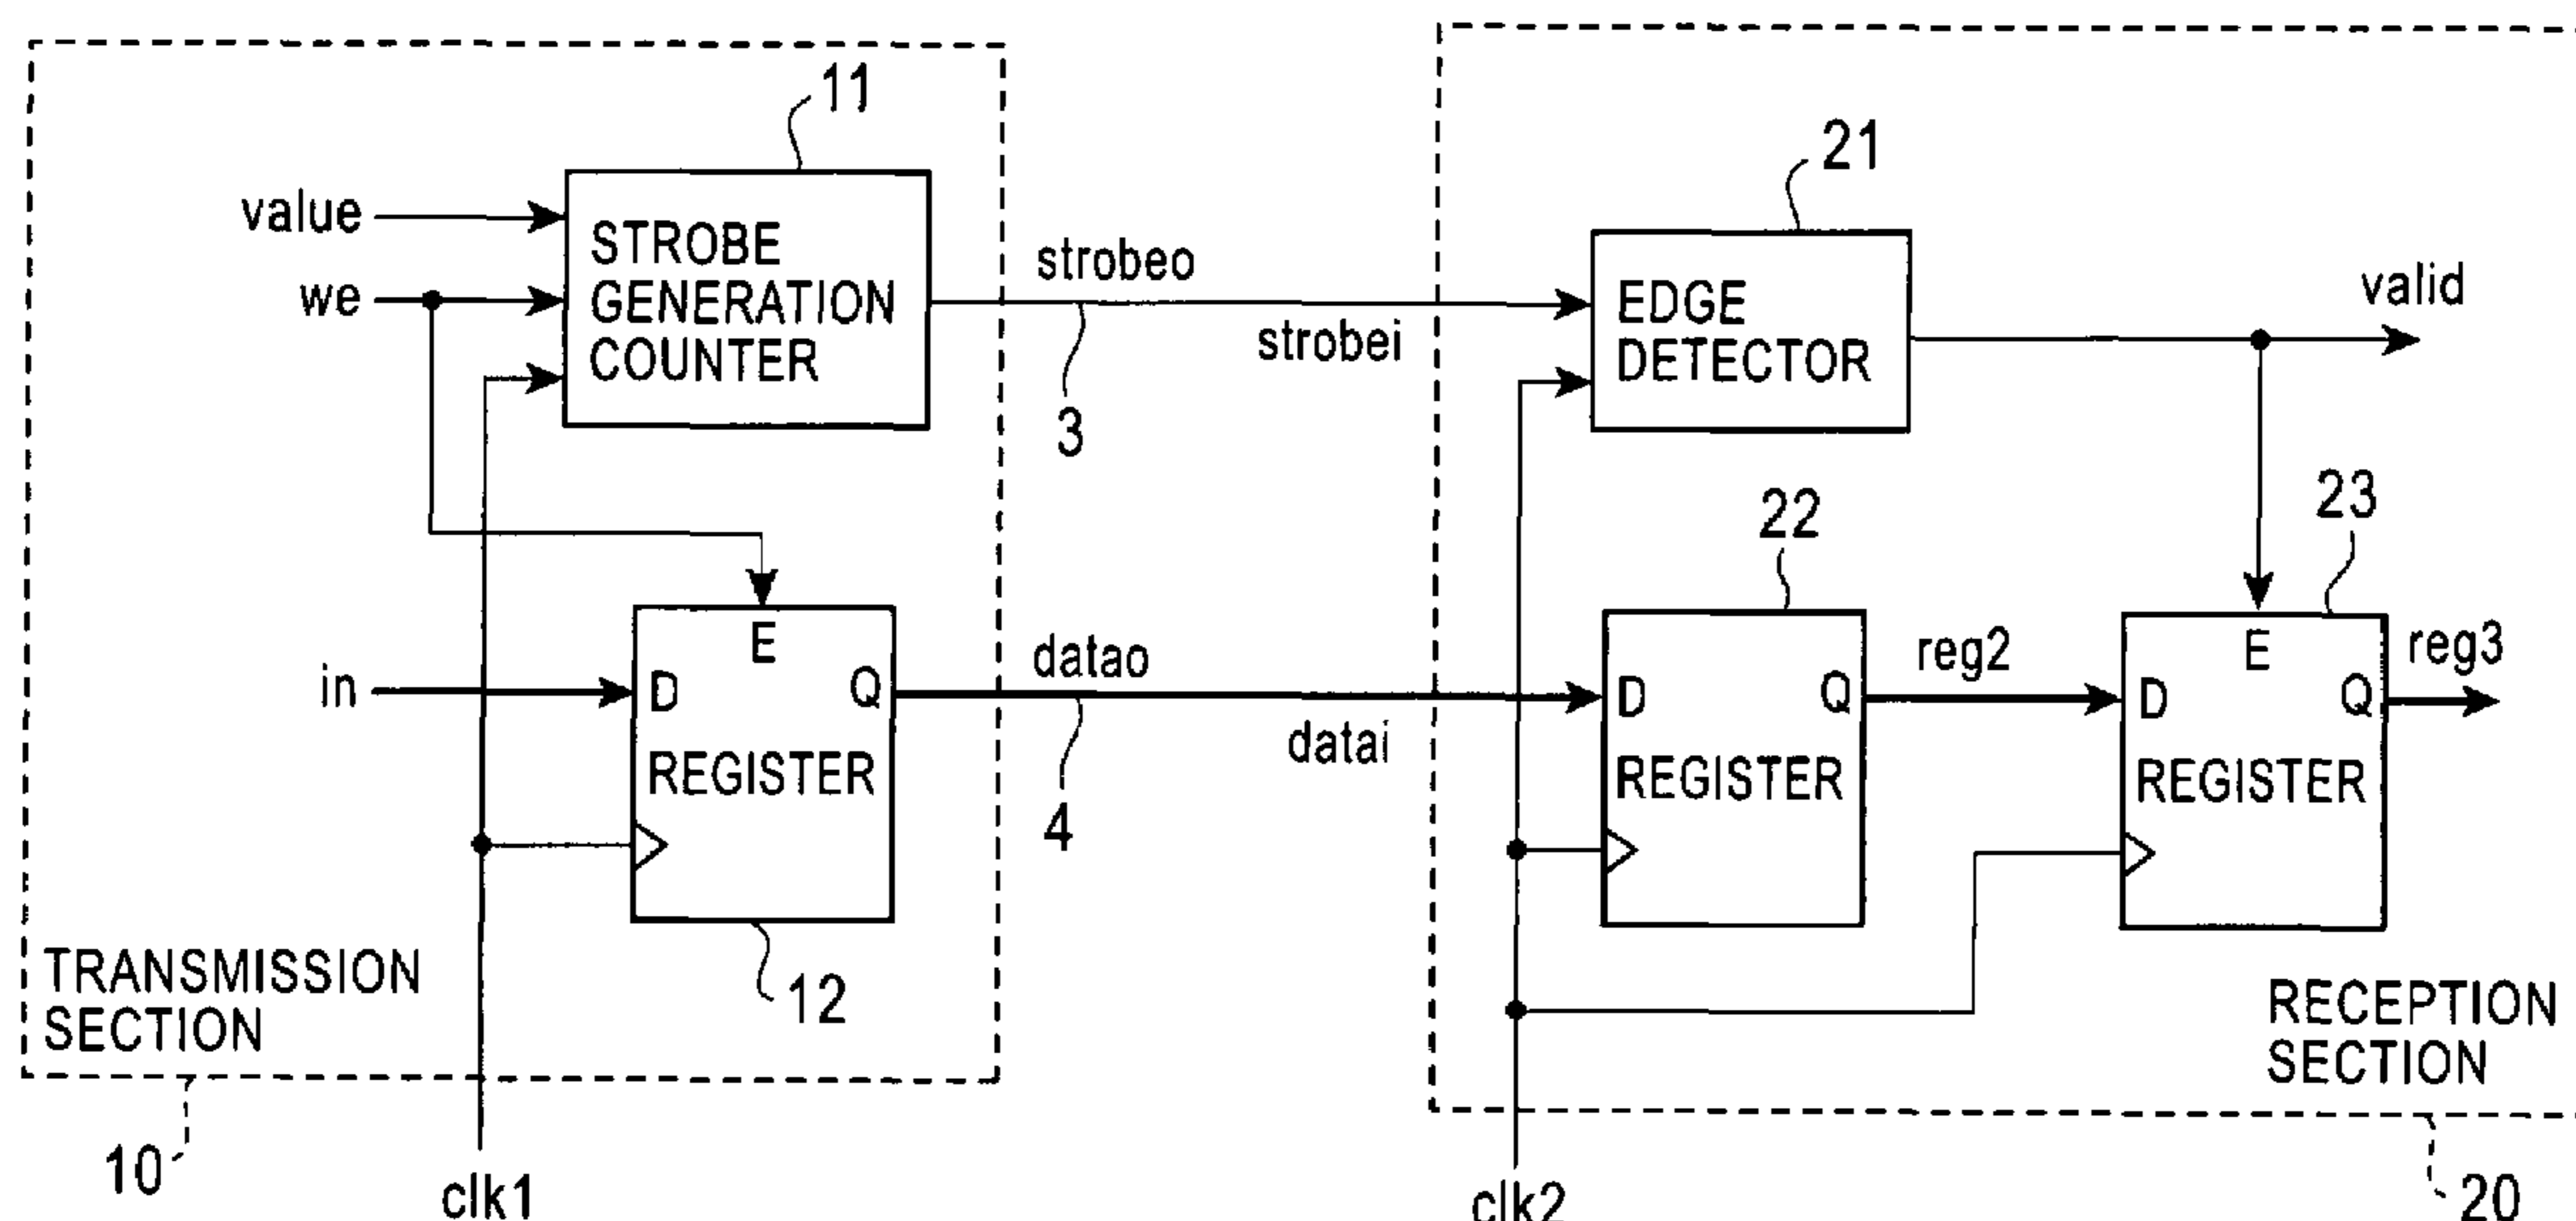 11
value
we
STROBE
GENERATION
COUNTER
strobeo
strobei
3
21
EDGE
DETECTOR
valid
in
E
D
Q
REGISTER
12
datao
datai
4
22
D
Q
REGISTER
reg2
23
E
D
Q
REGISTER
reg3
TRANSMISSION
SECTION
10
clk1
RECEPTION
SECTION
20
clk2